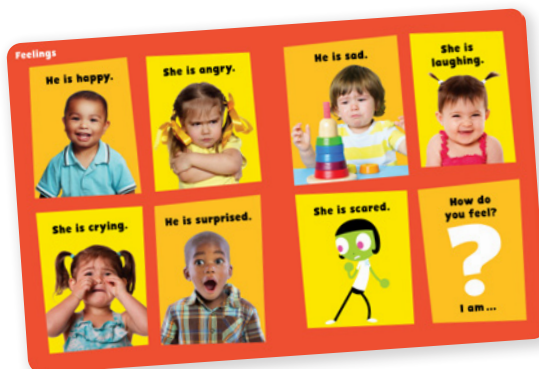 Feelings
He is happy.
She is angry.
He is sad.
She is
laughing.
She is crying.
He is surprised.
She is scared.
How do
you feel?
?
I am...